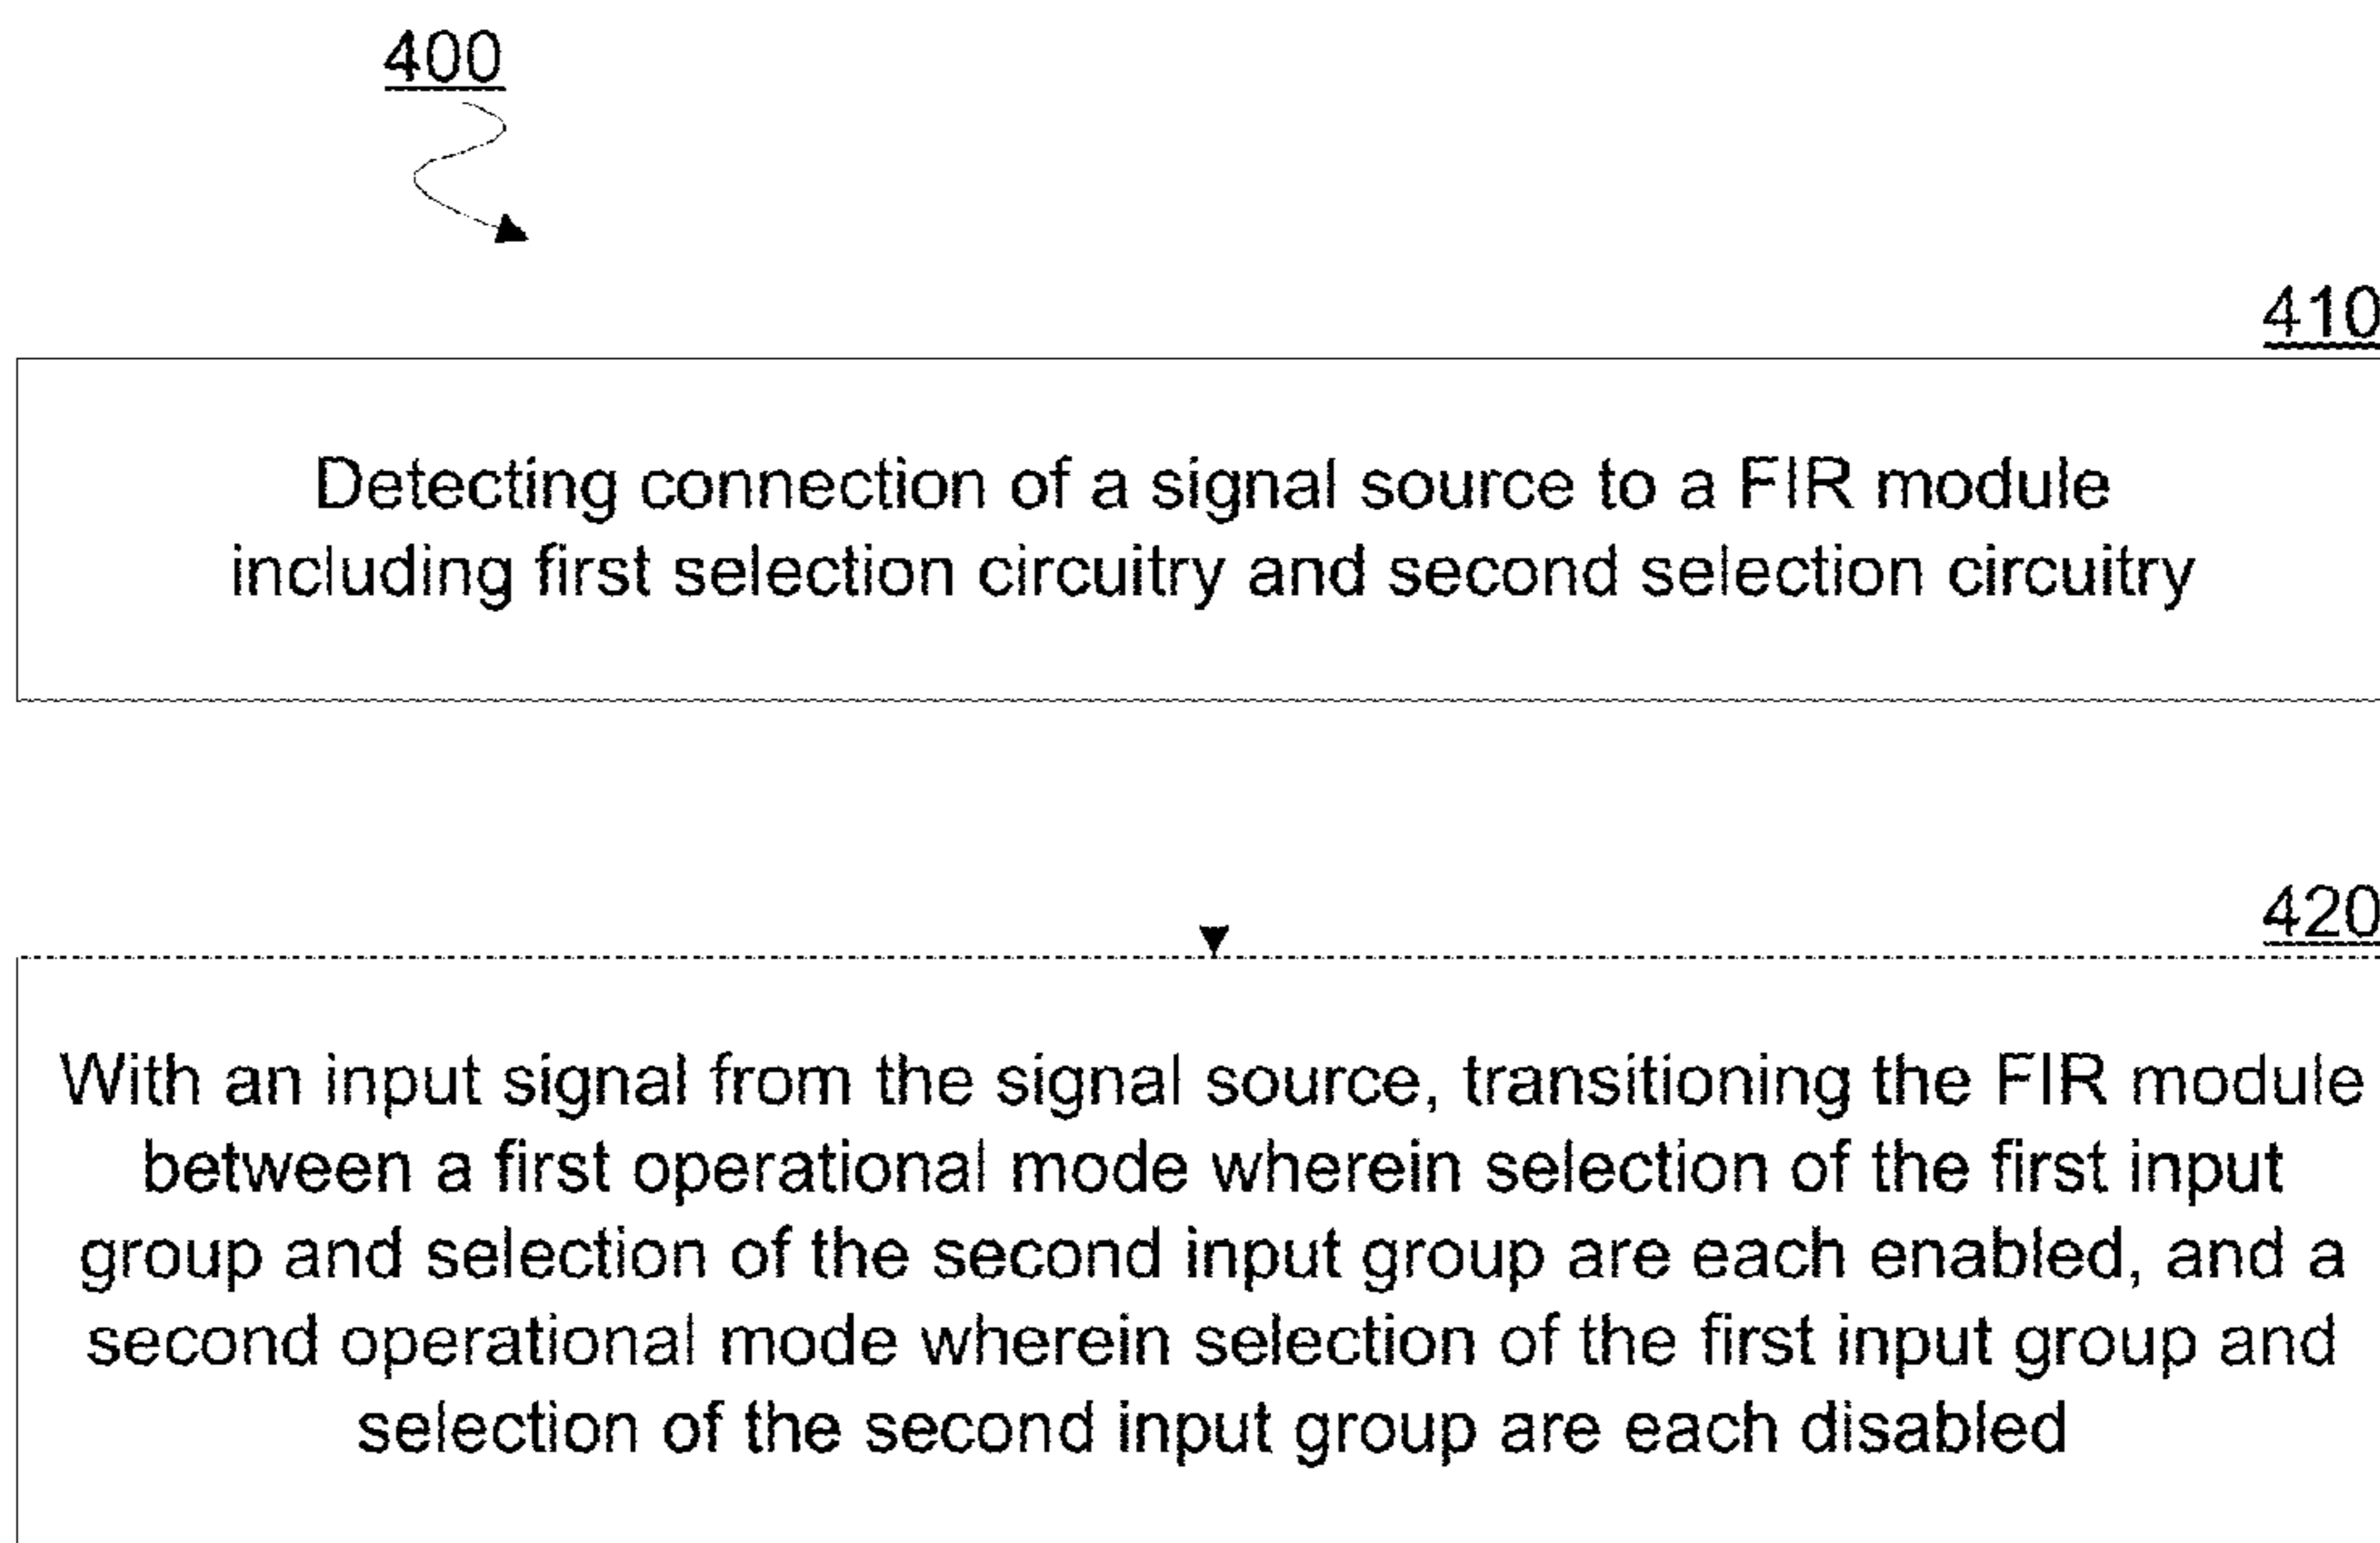 400
410
Detecting connection of a signal source to a FIR module
including first selection circuitry and second selection circuitry
420
With an input signal from the signal source, transitioning the FIR module
between a first operational mode wherein selection of the first input
group and selection of the second input group are each enabled, and a
second operational mode wherein selection of the first input group and
selection of the second input group are each disabled